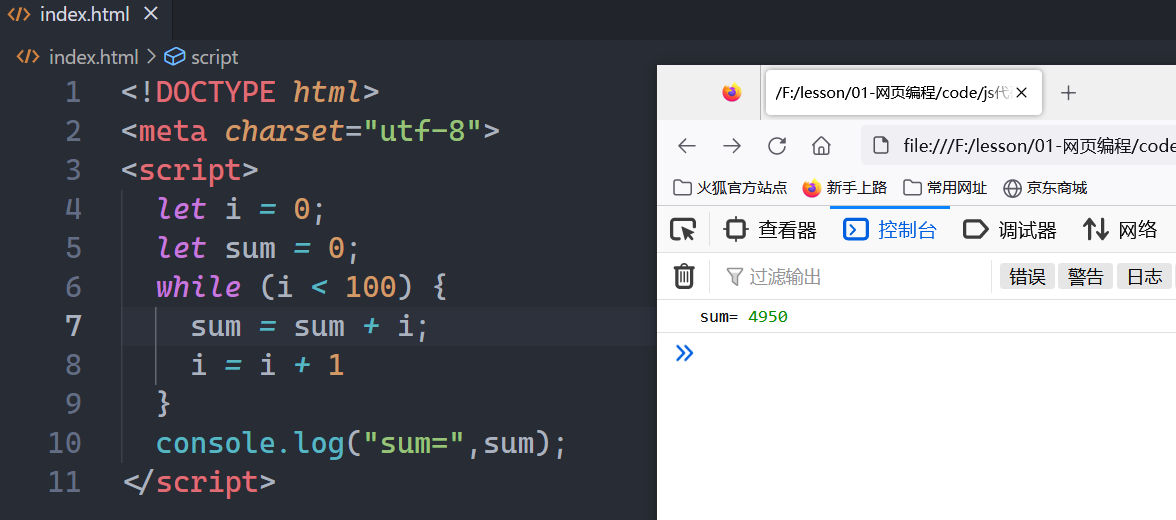 index.html
index.html > script
1 <!DOCTYPE html>
2 <meta charset="utf-8">
3 <script>
4 let i = 0;
5 let sum = 0;
6 while (i < 100) {
7 sum = sum + i;
8 i = i + 1
9 }
10 console.log("sum=",sum);
11 </script>
/F:/lesson/01-网页编程/code/js代
file:///F:/lesson/01-网页编程/code
火狐官方站点 新手上路 常用网址 京东商城
查看器 控制台 调试器 网络
过滤输出 错误 警告 日志
sum= 4950